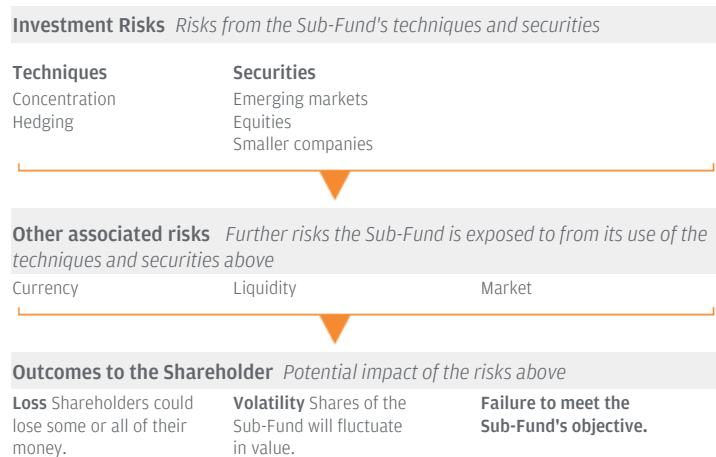 Investment Risks Risks from the Sub-Fund's techniques and securities
Techniques
Concentration
Hedging
Securities
Emerging markets
Equities
Smaller companies
Other associated risks Further risks the Sub-Fund is exposed to from its use of the
techniques and securities above
Currency
Liquidity
Market
Outcomes to the Shareholder Potential impact of the risks above
Loss Shareholders could
lose some or all of their
money.
Volatility Shares of the
Sub-Fund will fluctuate
in value.
Failure to meet the
Sub-Fund's objective.